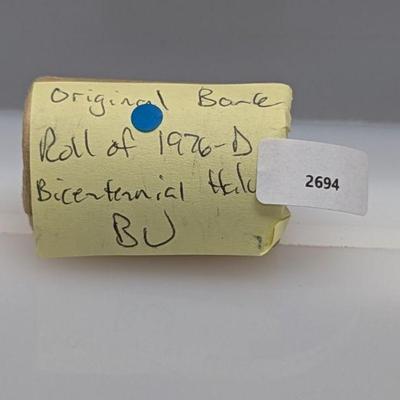 Original Bank
Roll of 1976-D
Bicentennial
BU
2694